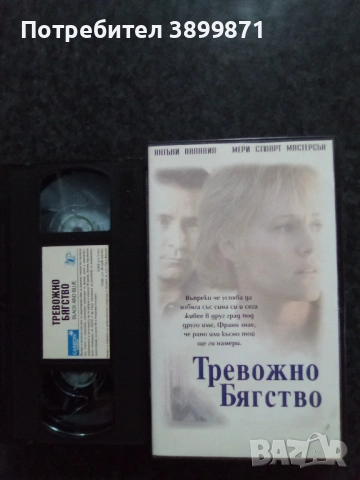 Потребител 3899871
АНТЪНИ ЛАПАЛИЯ МЕРИ СТЮАРТ МАСТЕРСЪН
Въпреки че успява да
избяга със сина си и сега
живее в друг град под
друго име, Франи знае,
че рано или късно той
ще ги намери.
Тревожно
Бягство
ТРЕВОЖНО
БЯГСТВО
BLACK AND BLUE
BAZAR